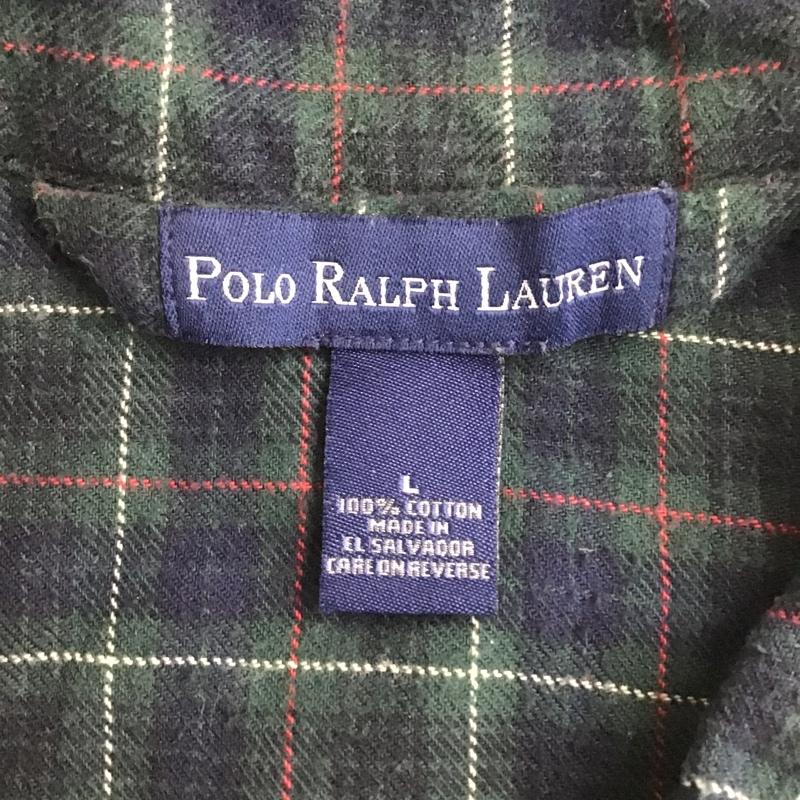 POLO RALPH LAUREN
L
100% COTTON
MADE IN
EL SALVADOR
CARE ON REVERSE